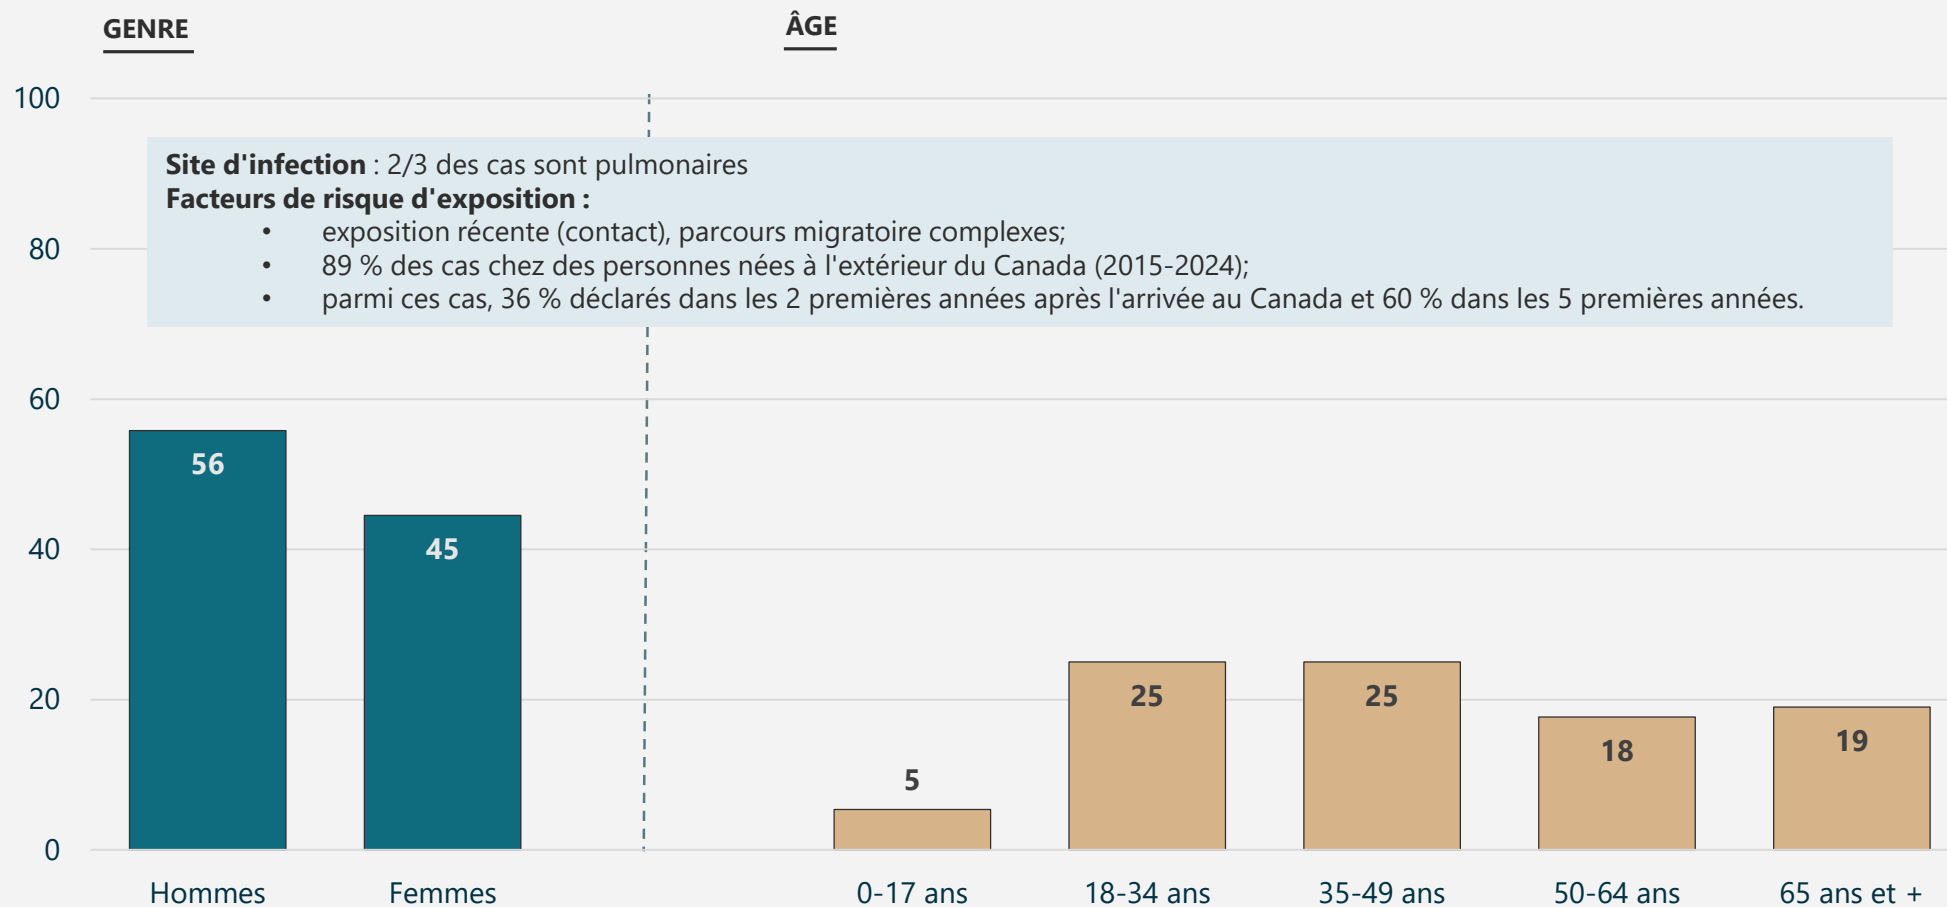 GENRE
ÂGE
100
80
60
40
20
0
Site d'infection : 2/3 des cas sont pulmonaires
Facteurs de risque d'exposition :
• exposition récente (contact), parcours migratoire complexes;
• 89 % des cas chez des personnes nées à l'extérieur du Canada (2015-2024);
• parmi ces cas, 36 % déclarés dans les 2 premières années après l'arrivée au Canada et 60 % dans les 5 premières années.
56
45
5
25
25
18
19
Hommes
Femmes
0-17 ans
18-34 ans
35-49 ans
50-64 ans
65 ans et +